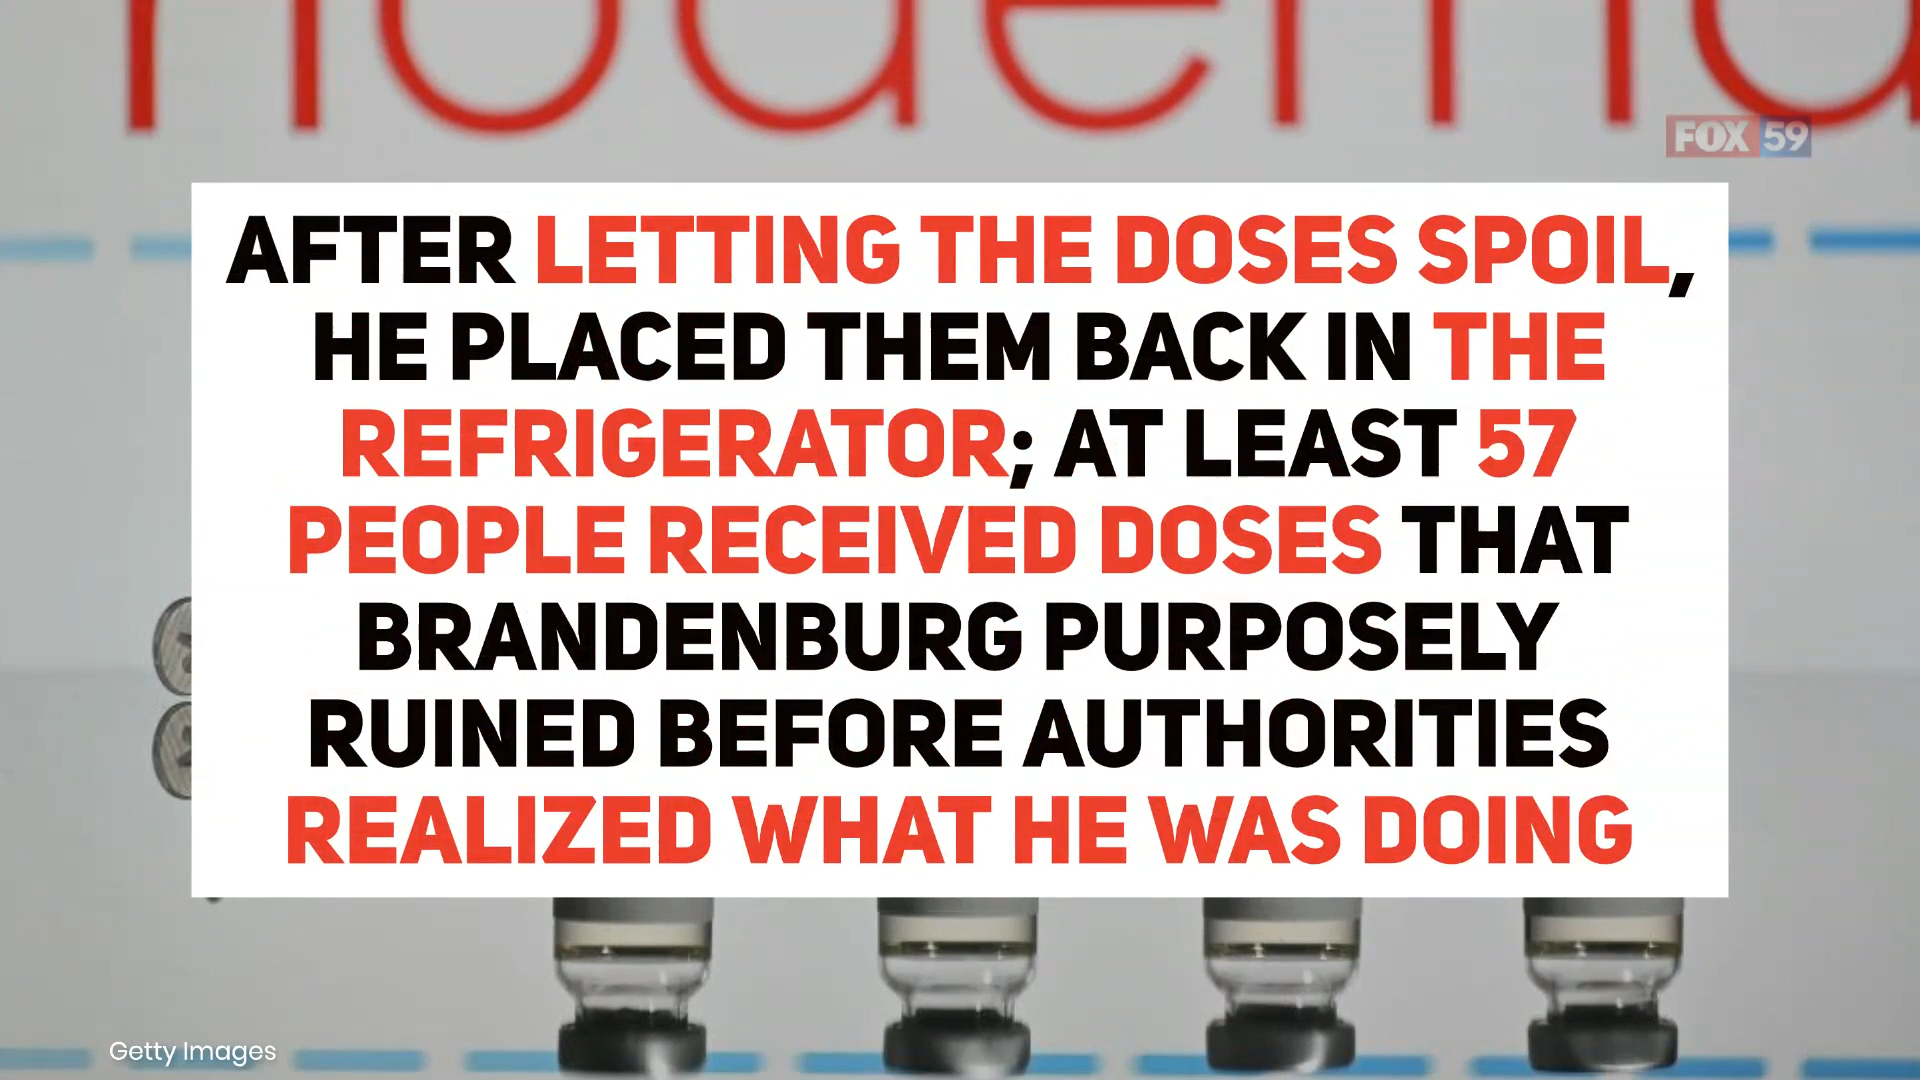 moderna
FOX 59
AFTER LETTING THE DOSES SPOIL,
HE PLACED THEM BACK IN THE
REFRIGERATOR; AT LEAST 57
PEOPLE RECEIVED DOSES THAT
BRANDENBURG PURPOSELY
RUINED BEFORE AUTHORITIES
REALIZED WHAT HE WAS DOING
Getty Images